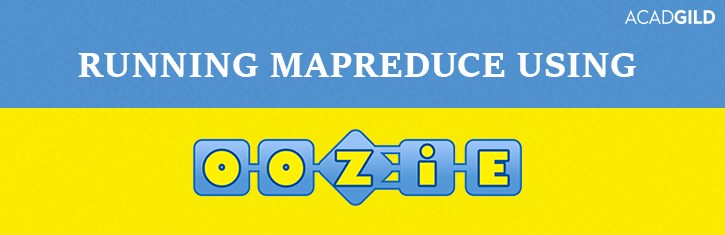 ACADGILD
RUNNING MAPREDUCE USING
OOZiE